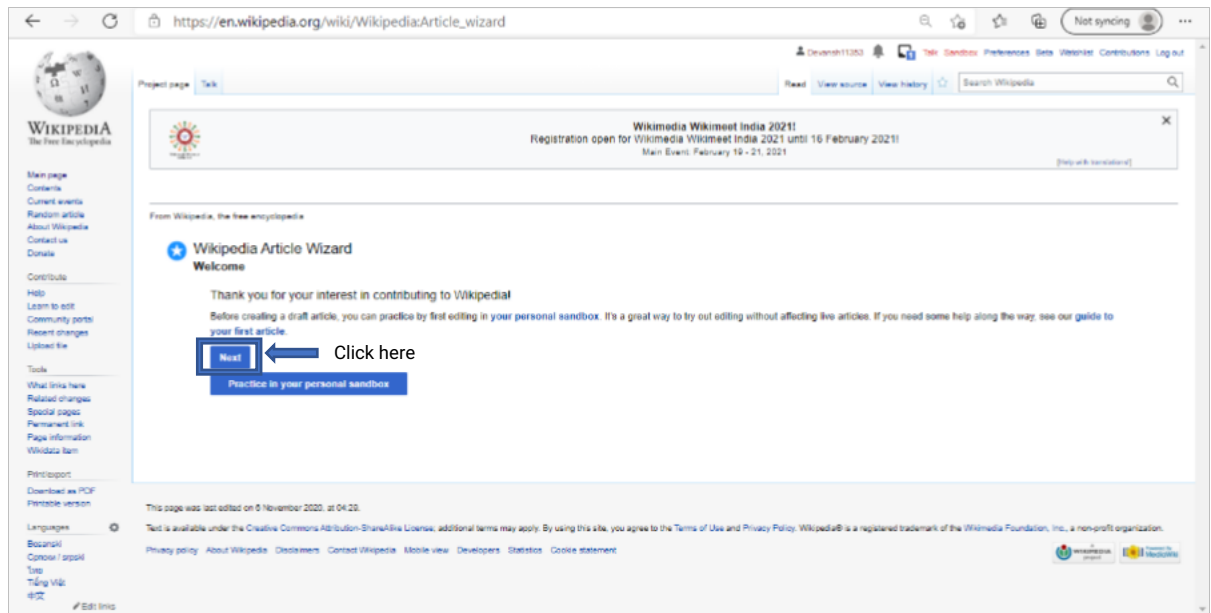 https://en.wikipedia.org/wiki/Wikipedia:Article_wizard
Not syncing
Devansh11353 Talk Sandbox Preferences Beta Watchlist Contributions Log out
Project page Talk
Read View source View history Search Wikipedia
WIKIPEDIA
The Free Encyclopedia
Wikimedia Wikimeet India 2021!
Registration open for Wikimedia Wikimeet India 2021 until 16 February 2021!
Main Event: February 19 - 21, 2021
[Help with translations!]
Main page
Contents
Current events
Random article
About Wikipedia
Contact us
Donate
Contribute
Help
Learn to edit
Community portal
Recent changes
Upload file
Tools
What links here
Related changes
Special pages
Permanent link
Page information
Wikidata item
Print/export
Download as PDF
Printable version
Languages
Bosanski
Српски / srpski
ไทย
Tiếng Việt
中文
Edit links
From Wikipedia, the free encyclopedia
Wikipedia Article Wizard
Welcome
Thank you for your interest in contributing to Wikipedia!
Before creating a draft article, you can practice by first editing in your personal sandbox. It's a great way to try out editing without affecting live articles. If you need some help along the way, see our guide to
your first article.
Next
Click here
Practice in your personal sandbox
This page was last edited on 6 November 2020, at 04:29.
Text is available under the Creative Commons Attribution-ShareAlike License; additional terms may apply. By using this site, you agree to the Terms of Use and Privacy Policy. Wikipedia® is a registered trademark of the Wikimedia Foundation, Inc., a non-profit organization.
Privacy policy About Wikipedia Disclaimers Contact Wikipedia Mobile view Developers Statistics Cookie statement